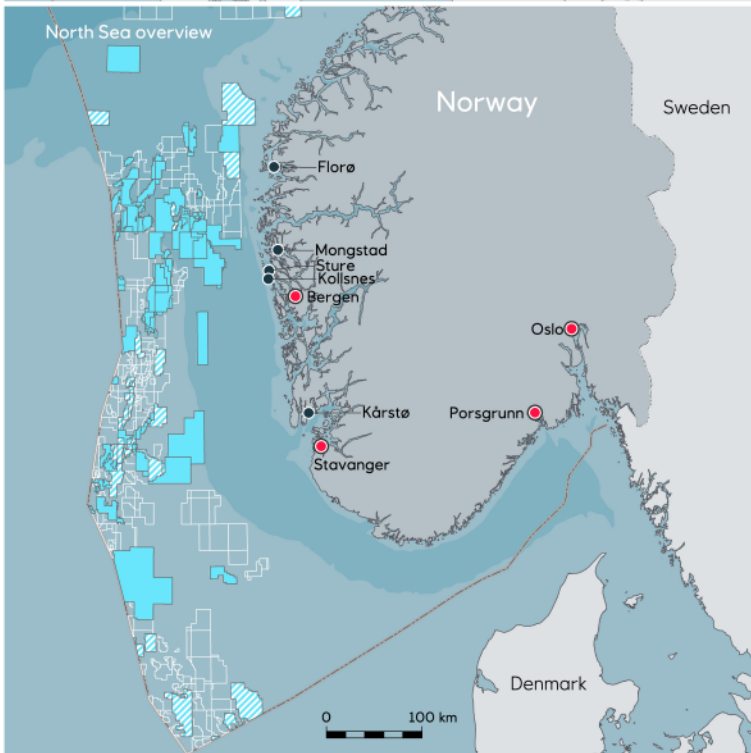 North Sea overview
Norway
Sweden
Florø
Mongstad
Sture
Kollsnes
Bergen
Oslo
Kårstø
Porsgrunn
Stavanger
Denmark
0 100 km